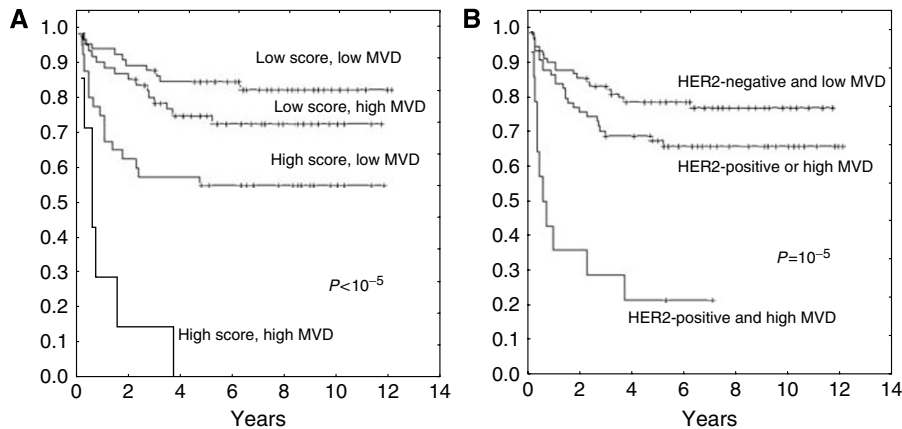 A
1.0
0.9
0.8
0.7
0.6
0.5
0.4
0.3
0.2
0.1
0.0
Low score, low MVD
Low score, high MVD
High score, low MVD
P<10⁻⁵
High score, high MVD
0 2 4 6 8 10 12 14
Years
B
1.0
0.9
0.8
0.7
0.6
0.5
0.4
0.3
0.2
0.1
0.0
HER2-negative and low MVD
HER2-positive or high MVD
P=10⁻⁵
HER2-positive and high MVD
0 2 4 6 8 10 12 14
Years